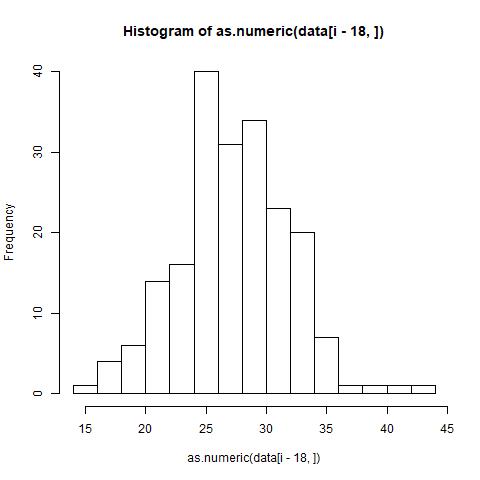 Histogram of as.numeric(data[i - 18, ])
Frequency
40
30
20
10
0
15 20 25 30 35 40 45
as.numeric(data[i - 18, ])